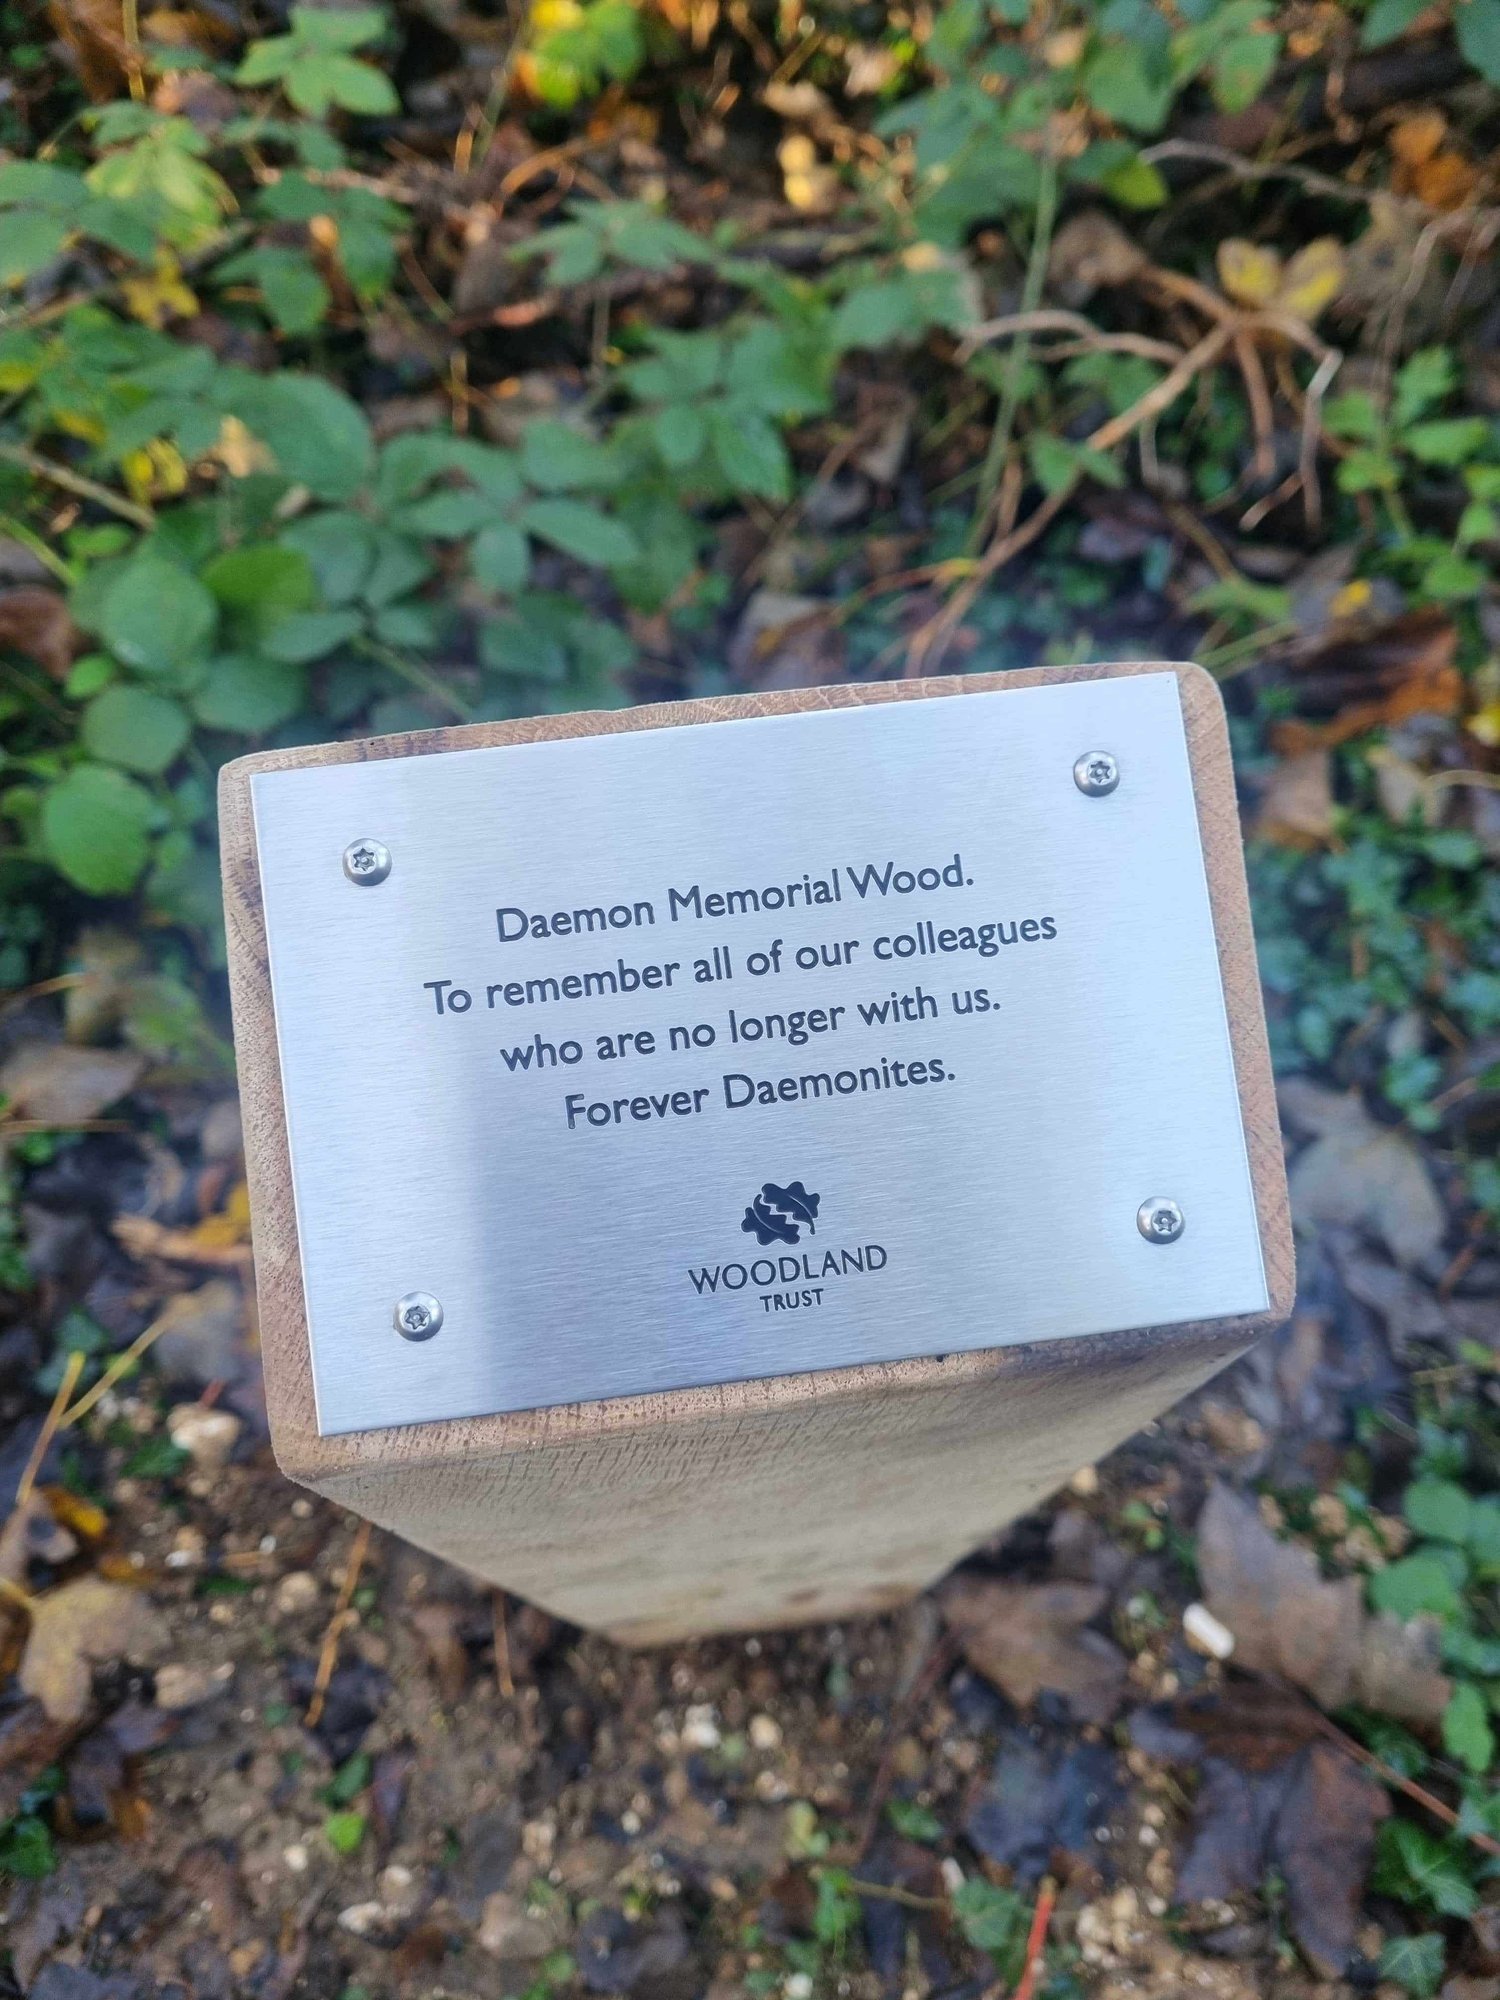 Daemon Memorial Wood.
To remember all of our colleagues
who are no longer with us.
Forever Daemonites.
WOODLAND
TRUST